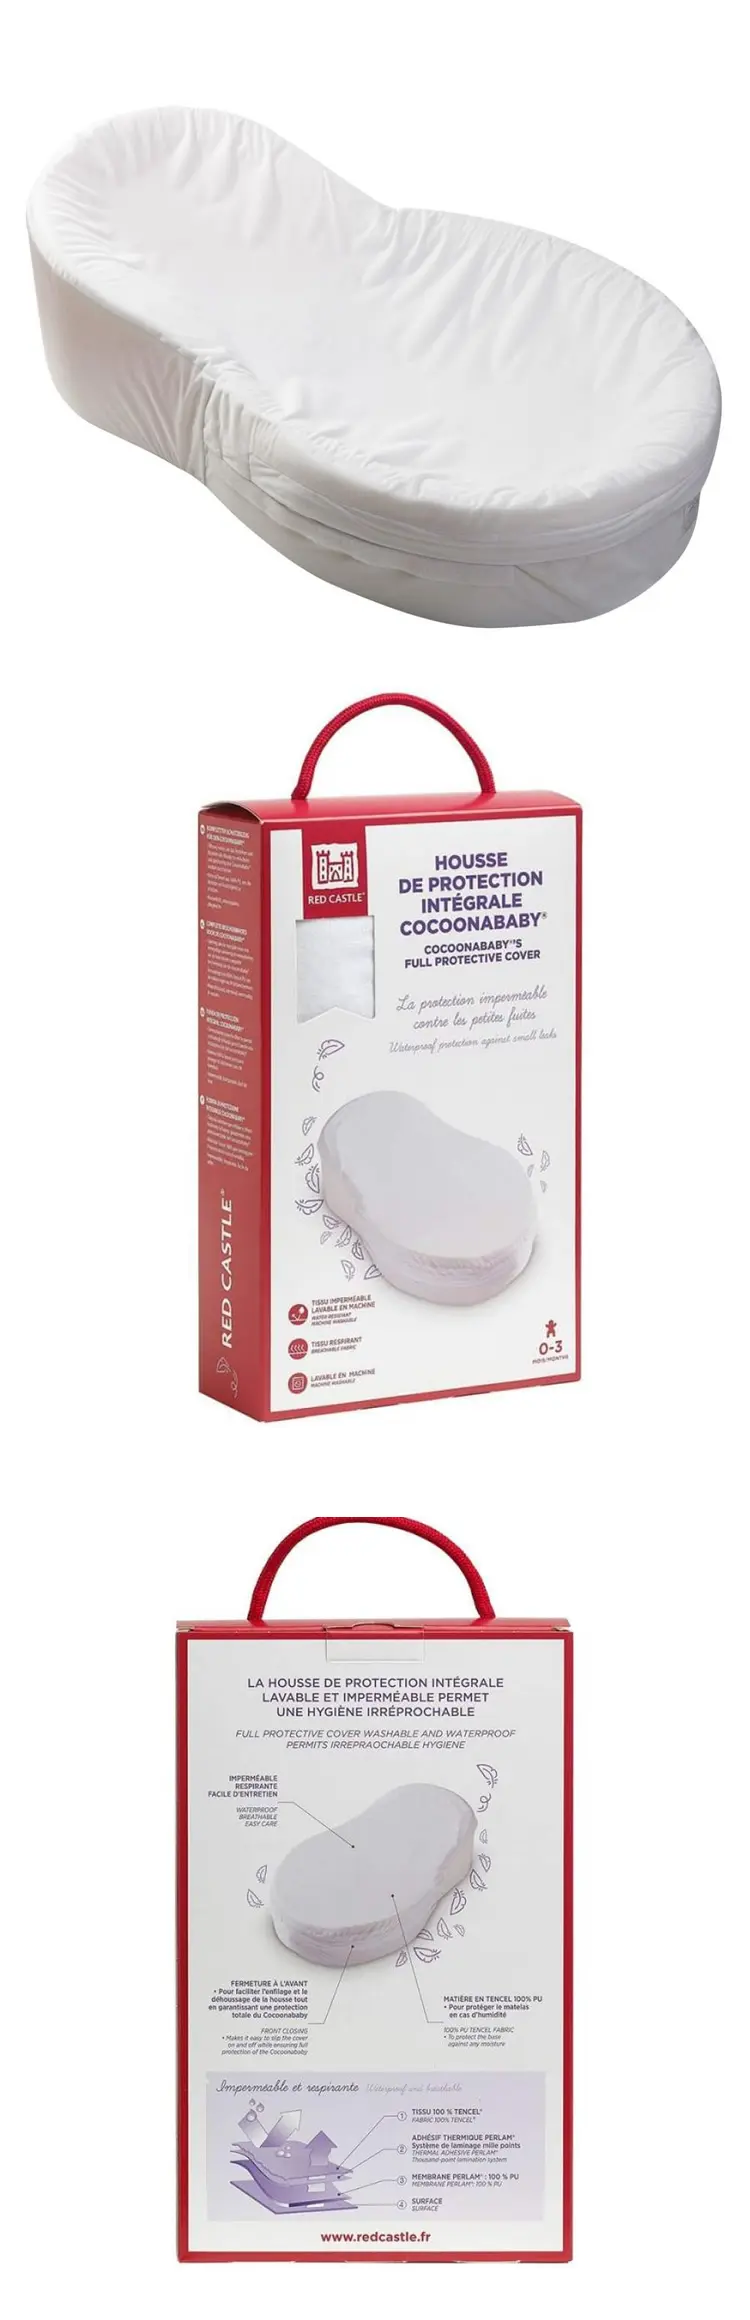 RED CASTLE®
HOUSSE
DE PROTECTION
INTÉGRALE
COCOONABABY®
COCOONABABY®'S
FULL PROTECTIVE COVER
La protection imperméable
contre les petites fuites
Waterproof protection against small leaks
TISSU IMPERMÉABLE
LAVABLE EN MACHINE
WATER RESISTANT
MACHINE WASHABLE
TISSU RESPIRANT
BREATHABLE FABRIC
LAVABLE EN MACHINE
MACHINE WASHABLE
0-3
MOIS/MONTHS
RED CASTLE®
LA HOUSSE DE PROTECTION INTÉGRALE
LAVABLE ET IMPERMÉABLE PERMET
UNE HYGIÈNE IRRÉPROCHABLE
FULL PROTECTIVE COVER WASHABLE AND WATERPROOF
PERMITS IRREPRAOCHABLE HYGIENE
IMPERMÉABLE
RESPIRANTE
FACILE D'ENTRETIEN
WATERPROOF
BREATHABLE
EASY CARE
FERMETURE À L'AVANT
• Pour faciliter l'enfilage et le
déhoussage de la housse tout
en garantissant une protection
totale du Cocoonababy
FRONT CLOSING
• Makes it easy to slip the cover
on and off while ensuring full
protection of the Cocoonababy
MATIÈRE EN TENCEL 100% PU
• Pour protéger le matelas
en cas d'humidité
100% PU TENCEL FABRIC
• To protect the base
against any moisture
Imperméable et respirante Waterproof and breathable
1 TISSU 100 % TENCEL®
FABRIC 100% TENCEL®
2 ADHÉSIF THERMIQUE PERLAM®
Système de laminage mille points
THERMAL ADHESIVE PERLAM®
Thousand-point lamination system
3 MEMBRANE PERLAM® : 100 % PU
MEMBRANE PERLAM®: 100 % PU
4 SURFACE
SURFACE
www.redcastle.fr